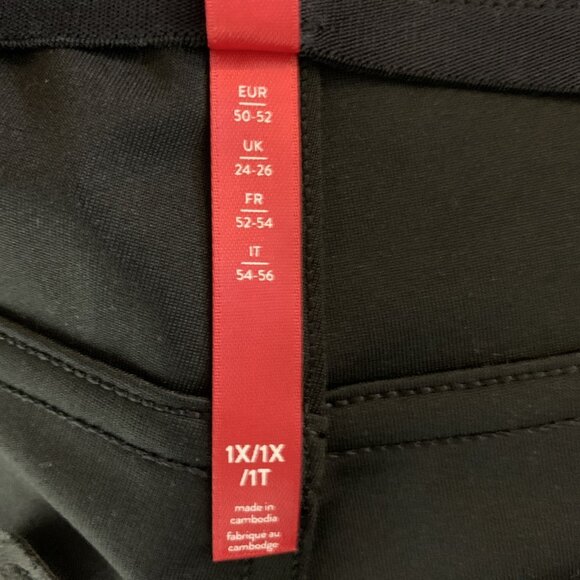 EUR
50-52
UK
24-26
FR
52-54
IT
54-56
1X/1X
/1T
made in
cambodia
fabrique au
cambodge